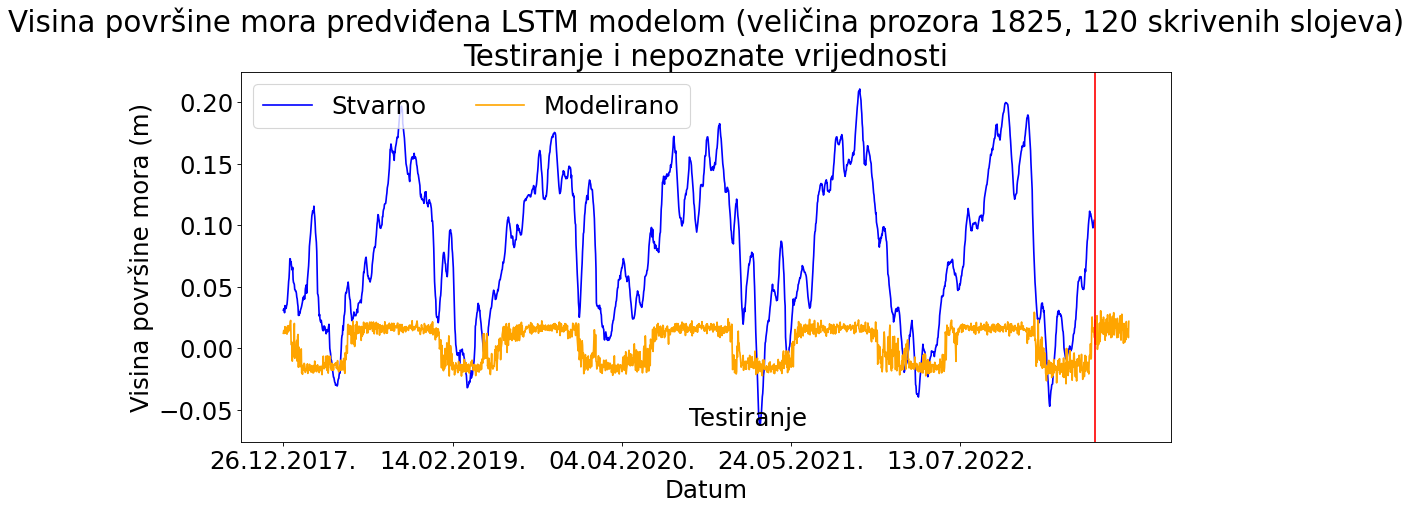 Visina površine mora predviđena LSTM modelom (veličina prozora 1825, 120 skrivenih slojeva)
Testiranje i nepoznate vrijednosti
Stvarno Modelirano
Visina površine mora (m)
0.20
0.15
0.10
0.05
0.00
−0.05
Testiranje
26.12.2017. 14.02.2019. 04.04.2020. 24.05.2021. 13.07.2022.
Datum